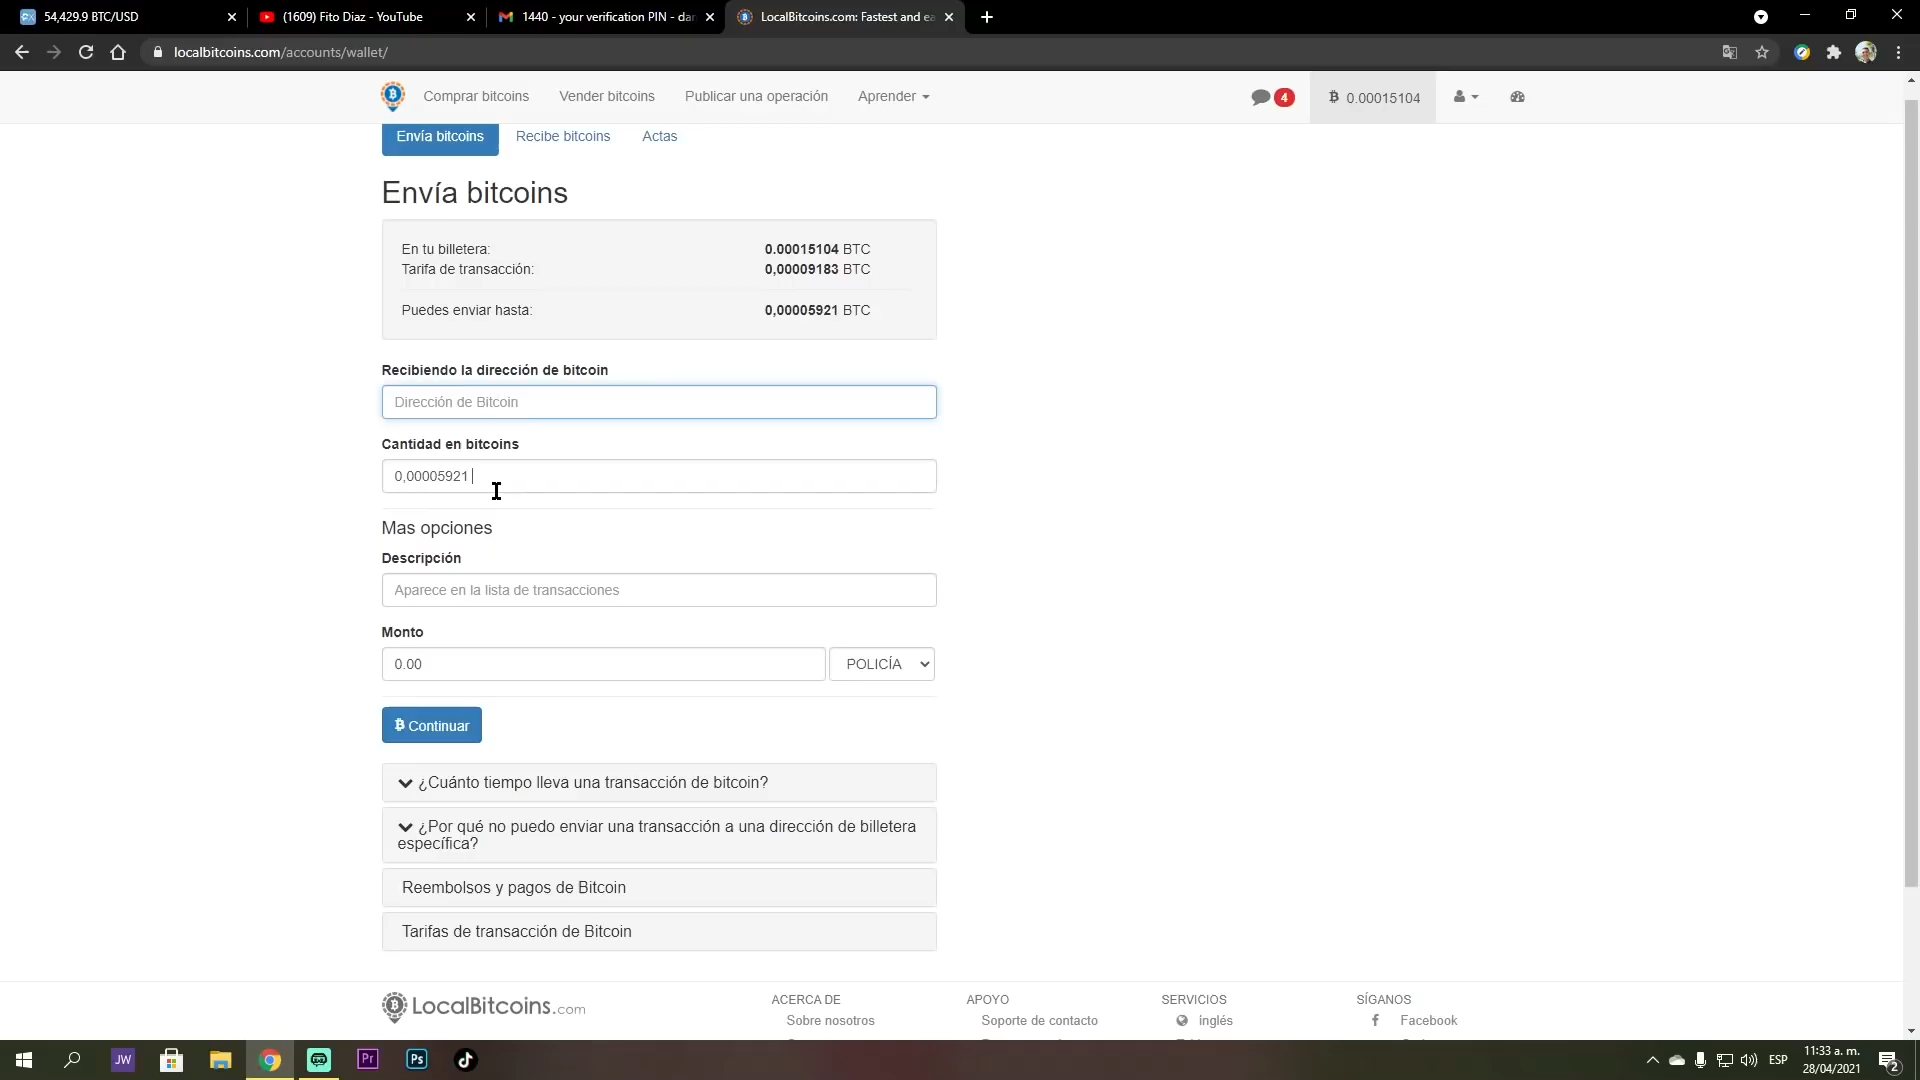 54,429.9 BTC/USD
(1609) Fito Diaz - YouTube
1440 - your verification PIN - dar
LocalBitcoins.com: Fastest and ea
localbitcoins.com/accounts/wallet/
Comprar bitcoins
Vender bitcoins
Publicar una operación
Aprender
4
0.00015104
Envía bitcoins
Recibe bitcoins
Actas
Envía bitcoins
En tu billetera: 0.00015104 BTC
Tarifa de transacción: 0,00009183 BTC
Puedes enviar hasta: 0,00005921 BTC
Recibiendo la dirección de bitcoin
Dirección de Bitcoin
Cantidad en bitcoins
0,00005921
Mas opciones
Descripción
Aparece en la lista de transacciones
Monto
0.00 POLICÍA
Continuar
¿Cuánto tiempo lleva una transacción de bitcoin?
¿Por qué no puedo enviar una transacción a una dirección de billetera
específica?
Reembolsos y pagos de Bitcoin
Tarifas de transacción de Bitcoin
LocalBitcoins.com
ACERCA DE
Sobre nosotros
APOYO
Soporte de contacto
SERVICIOS
inglés
SÍGANOS
Facebook
JW
Pr
Ps
ESP
11:33 a. m.
28/04/2021
2